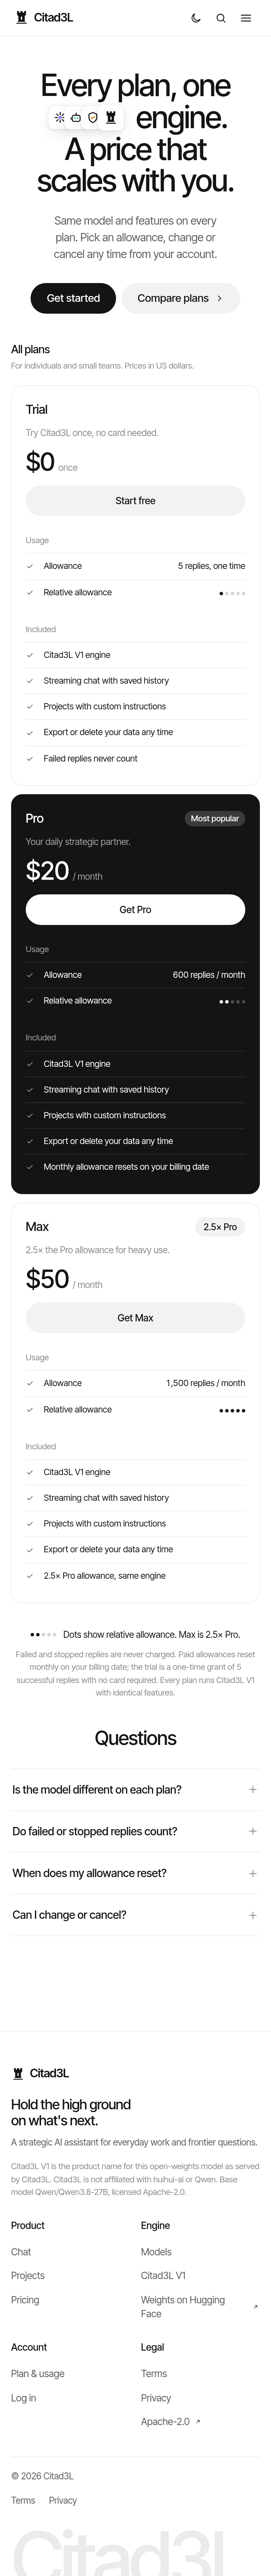 Citad3L
Every plan, one
engine.
A price that
scales with you.
Same model and features on every
plan. Pick an allowance, change or
cancel any time from your account.
Get started
Compare plans
All plans
For individuals and small teams. Prices in US dollars.
Trial
Try Citad3L once, no card needed.
$0 once
Start free
Usage
Allowance 5 replies, one time
Relative allowance
Included
Citad3L V1 engine
Streaming chat with saved history
Projects with custom instructions
Export or delete your data any time
Failed replies never count
Pro Most popular
Your daily strategic partner.
$20 / month
Get Pro
Usage
Allowance 600 replies / month
Relative allowance
Included
Citad3L V1 engine
Streaming chat with saved history
Projects with custom instructions
Export or delete your data any time
Monthly allowance resets on your billing date
Max 2.5× Pro
2.5× the Pro allowance for heavy use.
$50 / month
Get Max
Usage
Allowance 1,500 replies / month
Relative allowance
Included
Citad3L V1 engine
Streaming chat with saved history
Projects with custom instructions
Export or delete your data any time
2.5× Pro allowance, same engine
Dots show relative allowance. Max is 2.5× Pro.
Failed and stopped replies are never counted. Paid allowances reset
monthly on your billing date; the trial is a one-time grant of 5
successful replies with no card required. Every plan runs Citad3L V1
with identical features.
Questions
Is the model different on each plan?
Do failed or stopped replies count?
When does my allowance reset?
Can I change or cancel?
Citad3L
Hold the high ground
on what's next.
A strategic AI assistant for everyday work and frontier questions.
Citad3L V1 is the product name for this open-weights model as served
by Citad3L. Citad3L is not affiliated with huihui-ai or Qwen. Base
model Qwen/Qwen3.8-27B, licensed Apache-2.0.
Product
Chat
Projects
Pricing
Engine
Models
Citad3L V1
Weights on Hugging
Face
Account
Plan & usage
Log in
Legal
Terms
Privacy
Apache-2.0
© 2026 Citad3L
Terms Privacy
Citad3L